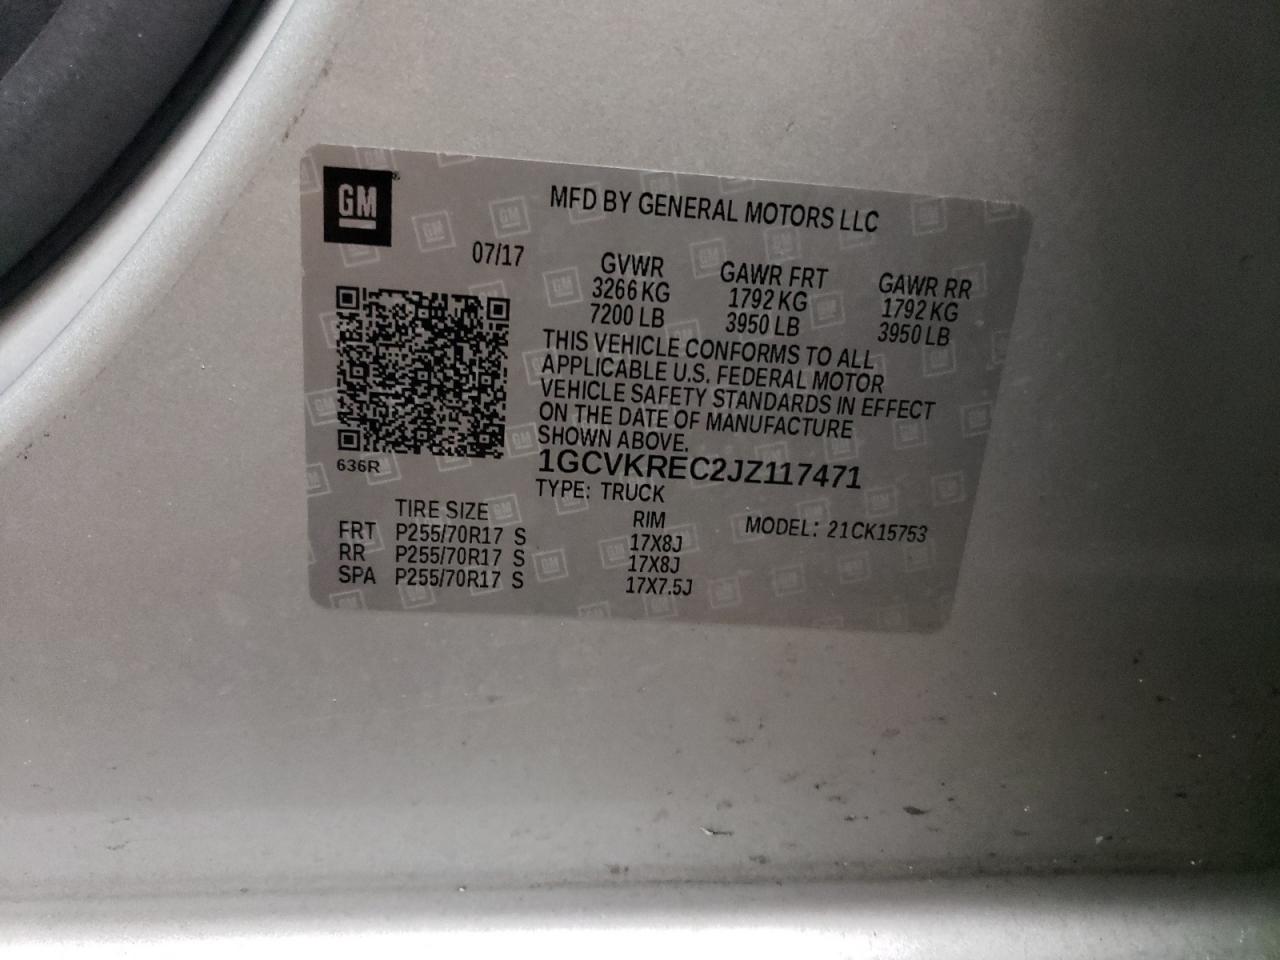 GM
MFD BY GENERAL MOTORS LLC
07/17
GVWR GAWR FRT GAWR RR
3266 KG 1792 KG 1792 KG
7200 LB 3950 LB 3950 LB
THIS VEHICLE CONFORMS TO ALL
APPLICABLE U.S. FEDERAL MOTOR
VEHICLE SAFETY STANDARDS IN EFFECT
ON THE DATE OF MANUFACTURE
SHOWN ABOVE.
636R
1GCVKREC2JZ117471
TYPE: TRUCK
TIRE SIZE RIM MODEL: 21CK15753
FRT P255/70R17 S 17X8J
RR P255/70R17 S 17X8J
SPA P255/70R17 S 17X7.5J